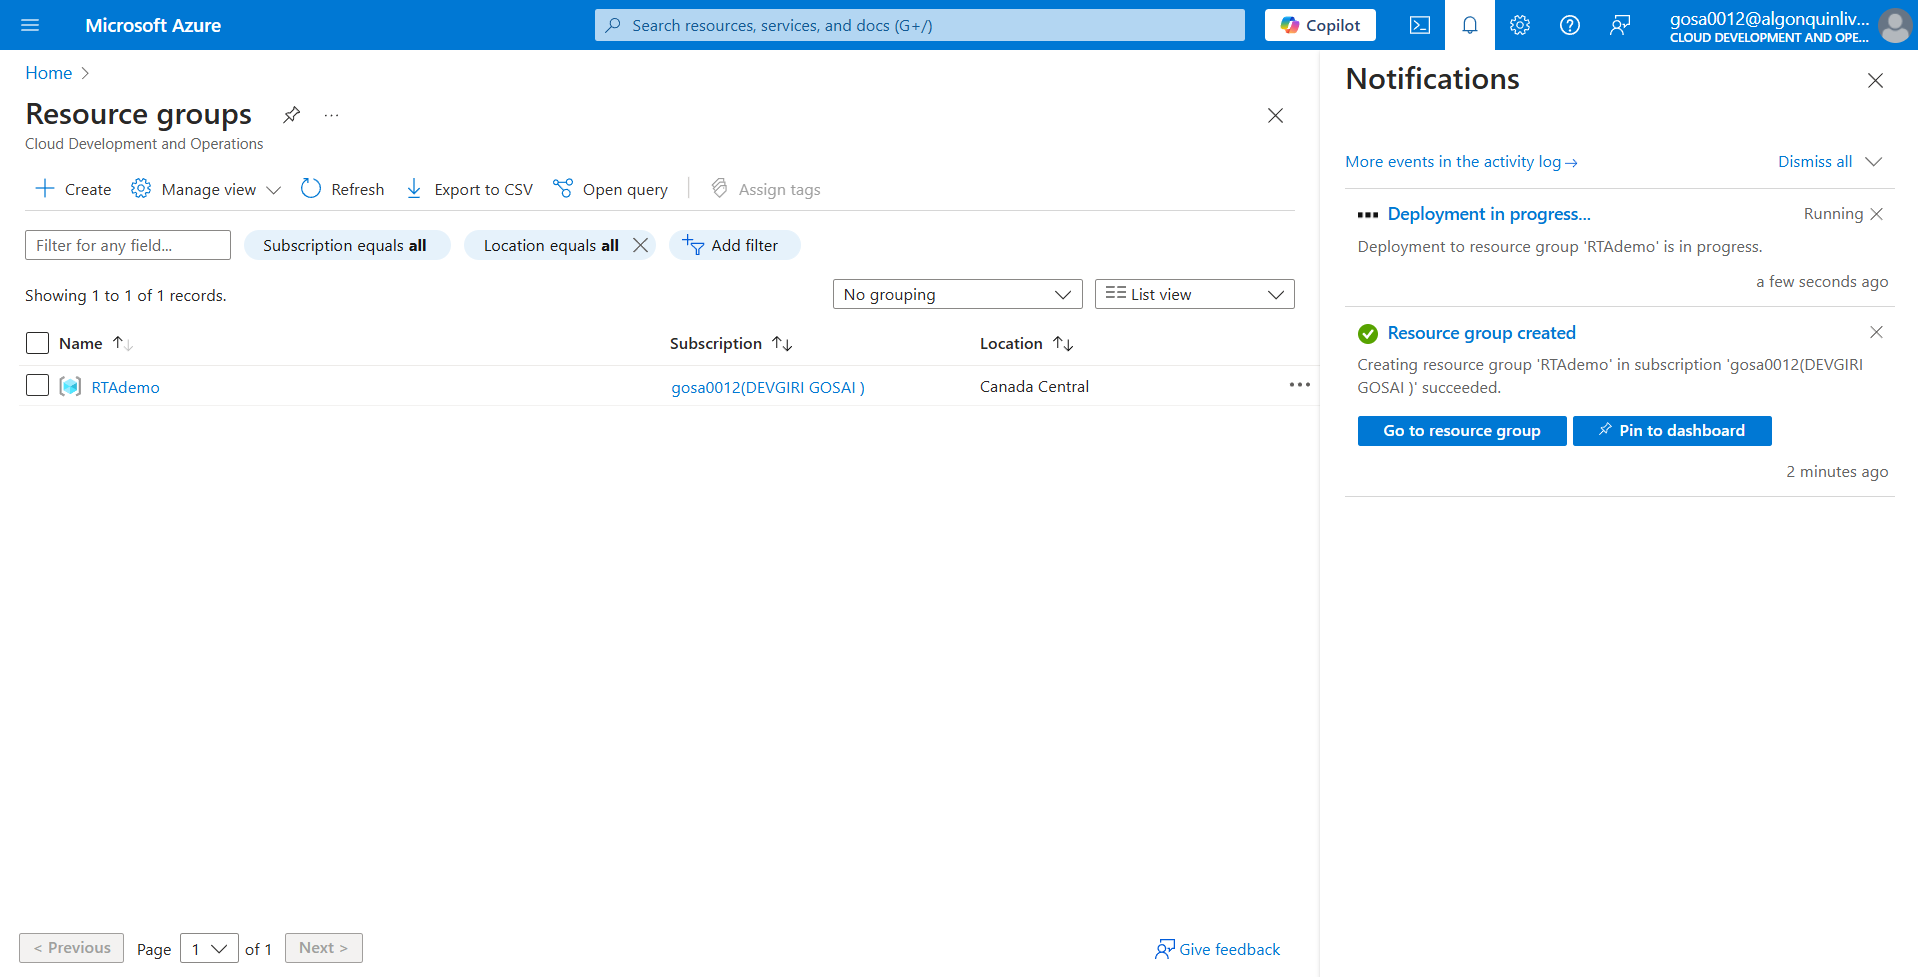 Microsoft Azure
Search resources, services, and docs (G+/)
Copilot
gosa0012@algonquinliv...
CLOUD DEVELOPMENT AND OPE...
Home
Resource groups
...
Cloud Development and Operations
Create
Manage view
Refresh
Export to CSV
Open query
Assign tags
Filter for any field...
Subscription equals all
Location equals all
Add filter
Showing 1 to 1 of 1 records.
No grouping
List view
Name
Subscription
Location
RTAdemo
gosa0012(DEVGIRI GOSAI )
Canada Central
< Previous
Page
1
of 1
Next >
Give feedback
Notifications
More events in the activity log→
Dismiss all
Deployment in progress...
Running
Deployment to resource group 'RTAdemo' is in progress.
a few seconds ago
Resource group created
Creating resource group 'RTAdemo' in subscription 'gosa0012(DEVGIRI
GOSAI )' succeeded.
Go to resource group
Pin to dashboard
2 minutes ago